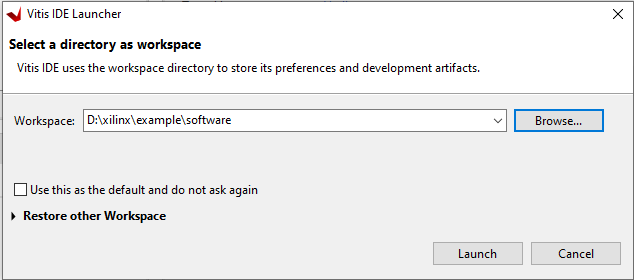 Vitis IDE Launcher
Select a directory as workspace
Vitis IDE uses the workspace directory to store its preferences and development artifacts.
Workspace: D:\xilinx\example\software Browse...
Use this as the default and do not ask again
Restore other Workspace
Launch Cancel